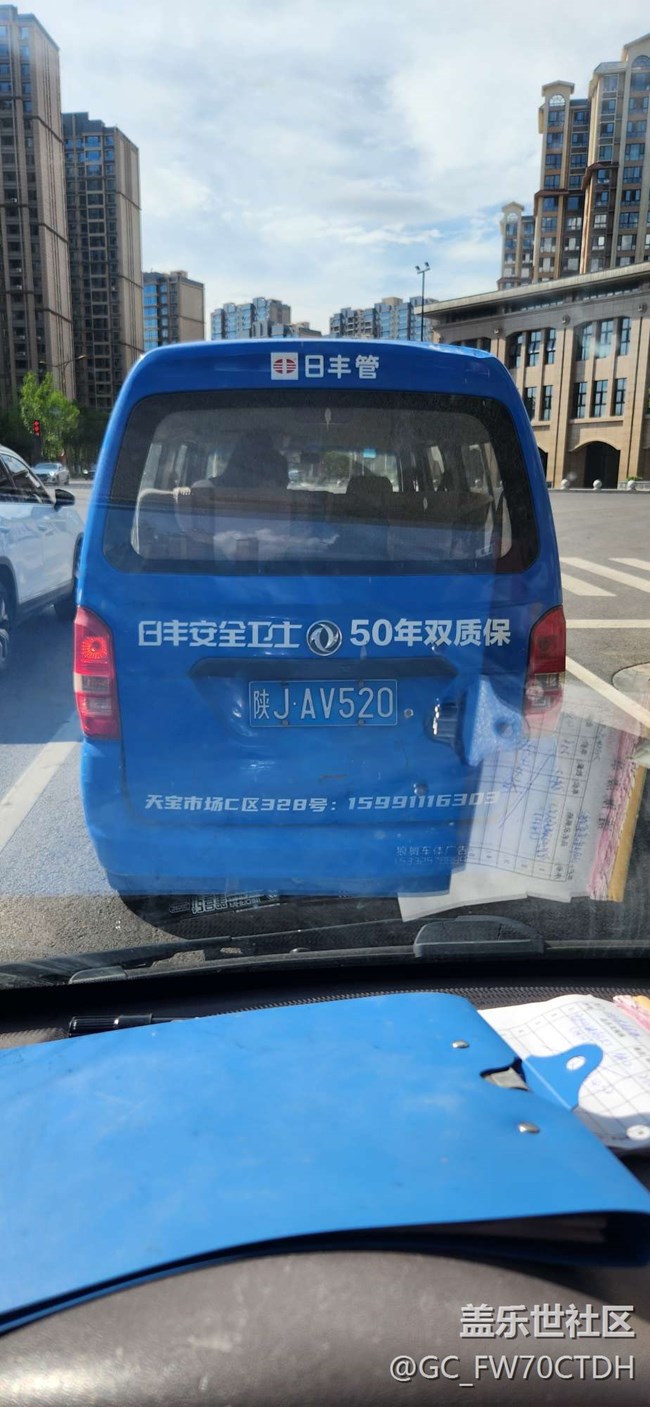 日丰管
日丰安全卫士 50年双质保
陕J·AV520
天宝市场C区328号：15991116303
盖乐世社区
@GC_FW70CTDH